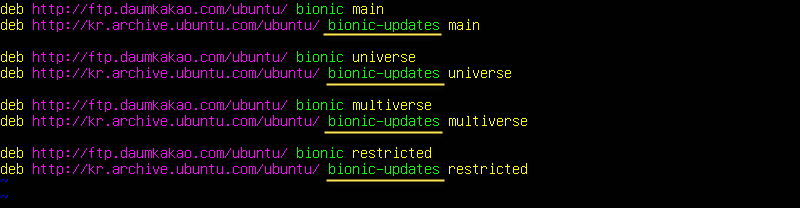 deb http://ftp.daumkakao.com/ubuntu/ bionic main
deb http://kr.archive.ubuntu.com/ubuntu/ bionic-updates main
deb http://ftp.daumkakao.com/ubuntu/ bionic universe
deb http://kr.archive.ubuntu.com/ubuntu/ bionic-updates universe
deb http://ftp.daumkakao.com/ubuntu/ bionic multiverse
deb http://kr.archive.ubuntu.com/ubuntu/ bionic-updates multiverse
deb http://ftp.daumkakao.com/ubuntu/ bionic restricted
deb http://kr.archive.ubuntu.com/ubuntu/ bionic-updates restricted
~
~